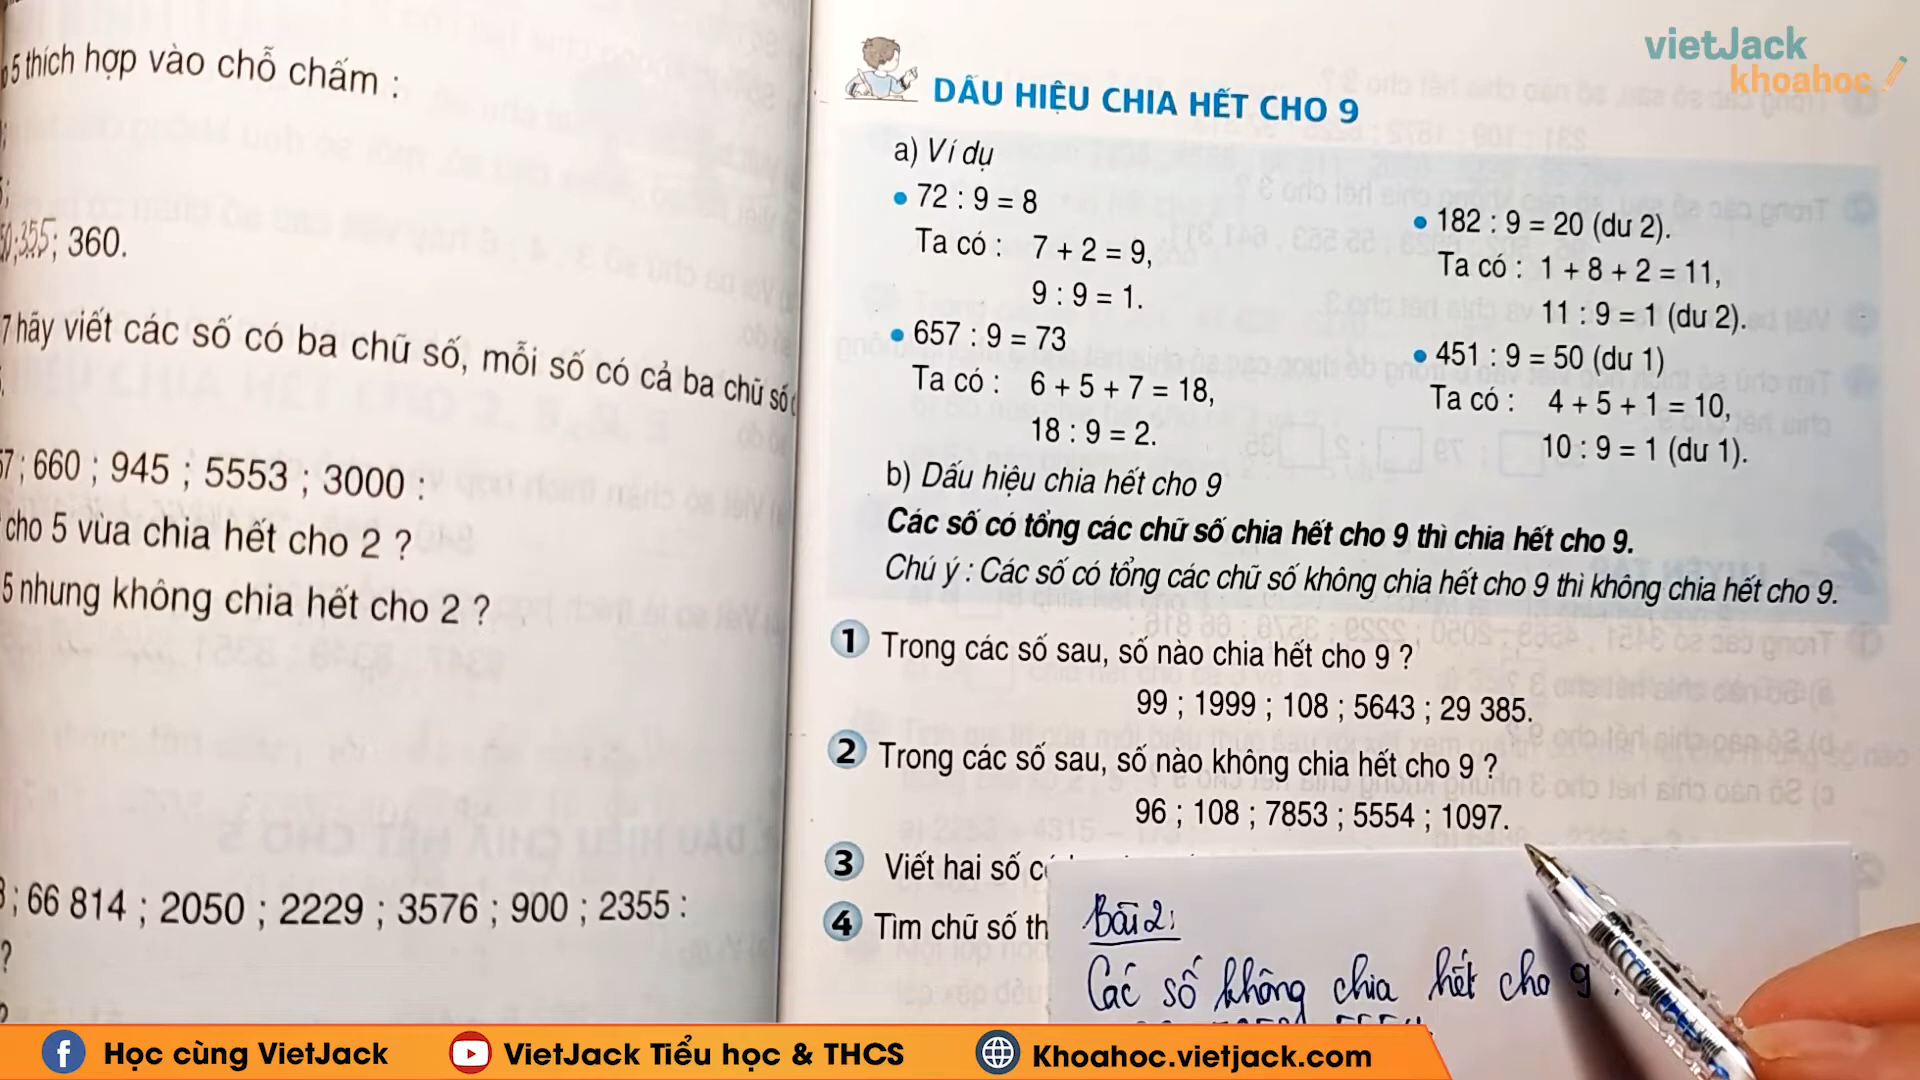 5 thích hợp vào chỗ chấm :
355; 360.
7 hãy viết các số có ba chữ số, mỗi số có cả ba chữ số
; 660 ; 945 ; 5553 ; 3000 :
cho 5 vừa chia hết cho 2 ?
5 nhưng không chia hết cho 2 ?
; 66 814 ; 2050 ; 2229 ; 3576 ; 900 ; 2355 :
?
vietJack
khoahoc
DẤU HIỆU CHIA HẾT CHO 9
a) Ví dụ
• 72 : 9 = 8
Ta có : 7 + 2 = 9,
9 : 9 = 1.
• 657 : 9 = 73
Ta có : 6 + 5 + 7 = 18,
18 : 9 = 2.
• 182 : 9 = 20 (dư 2).
Ta có : 1 + 8 + 2 = 11,
11 : 9 = 1 (dư 2).
• 451 : 9 = 50 (dư 1)
Ta có : 4 + 5 + 1 = 10,
10 : 9 = 1 (dư 1).
b) Dấu hiệu chia hết cho 9
Các số có tổng các chữ số chia hết cho 9 thì chia hết cho 9.
Chú ý : Các số có tổng các chữ số không chia hết cho 9 thì không chia hết cho 9.
1 Trong các số sau, số nào chia hết cho 9 ?
99 ; 1999 ; 108 ; 5643 ; 29 385.
2 Trong các số sau, số nào không chia hết cho 9 ?
96 ; 108 ; 7853 ; 5554 ; 1097.
3 Viết hai số
4 Tìm chữ số th
Bài 2:
Các số không chia hết cho 9
Học cùng VietJack
VietJack Tiểu học & THCS
Khoahoc.vietjack.com